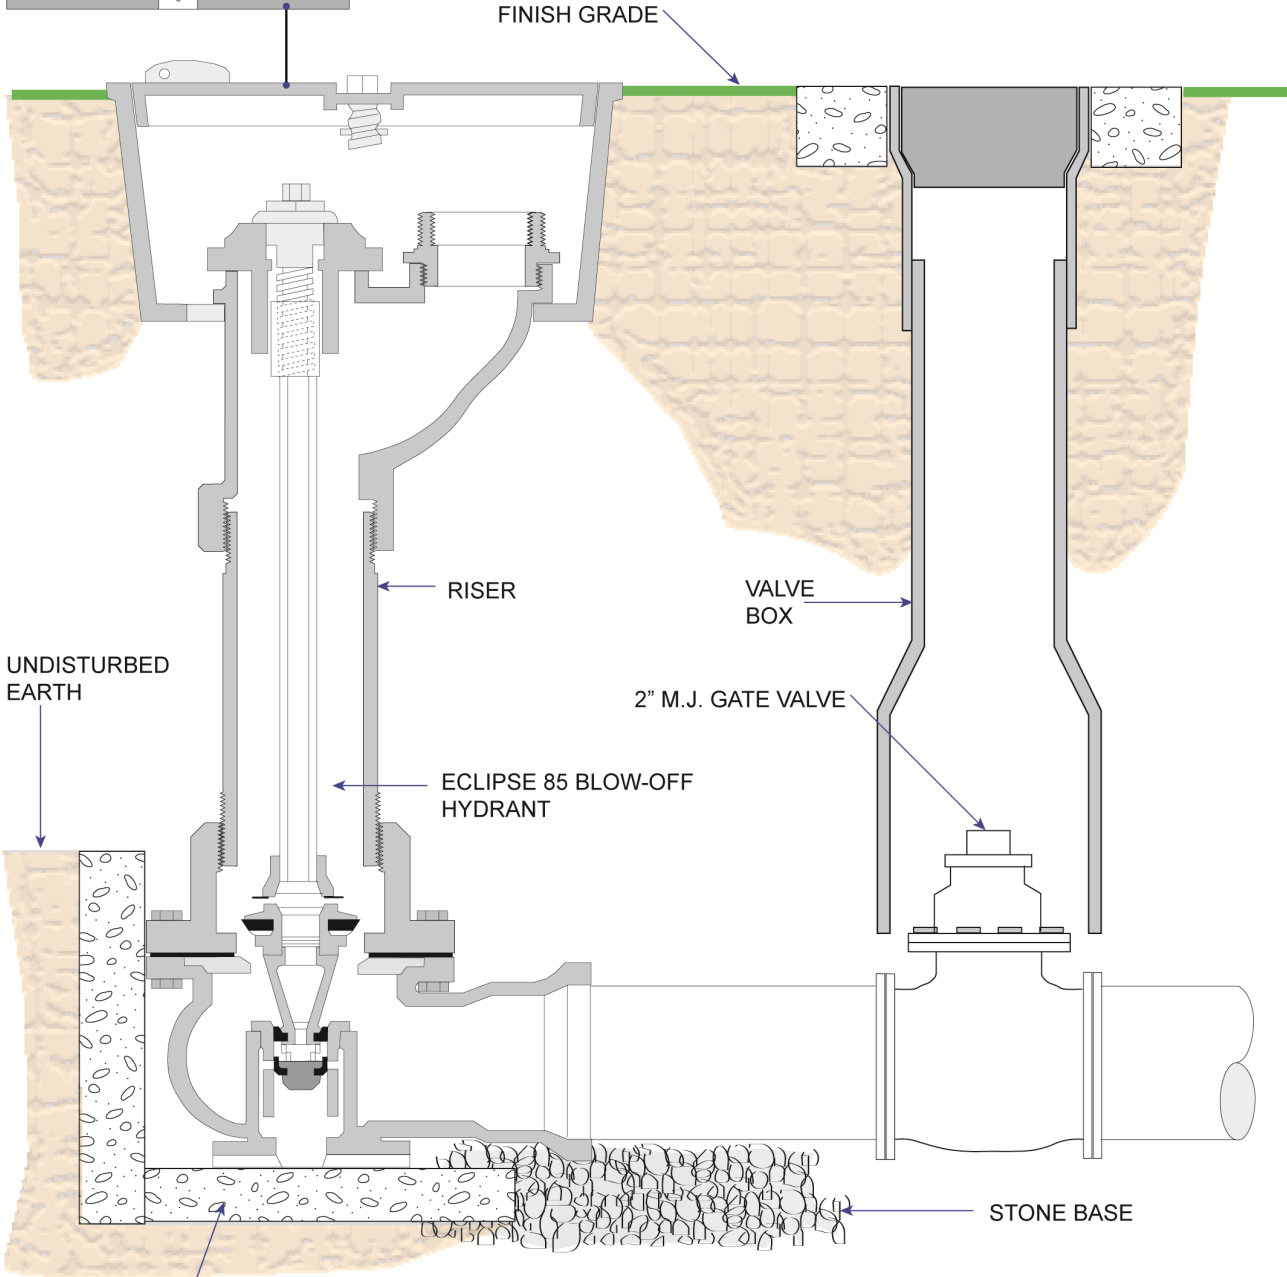 FINISH GRADE
RISER
VALVE
BOX
UNDISTURBED
EARTH
2” M.J. GATE VALVE
ECLIPSE 85 BLOW-OFF
HYDRANT
STONE BASE